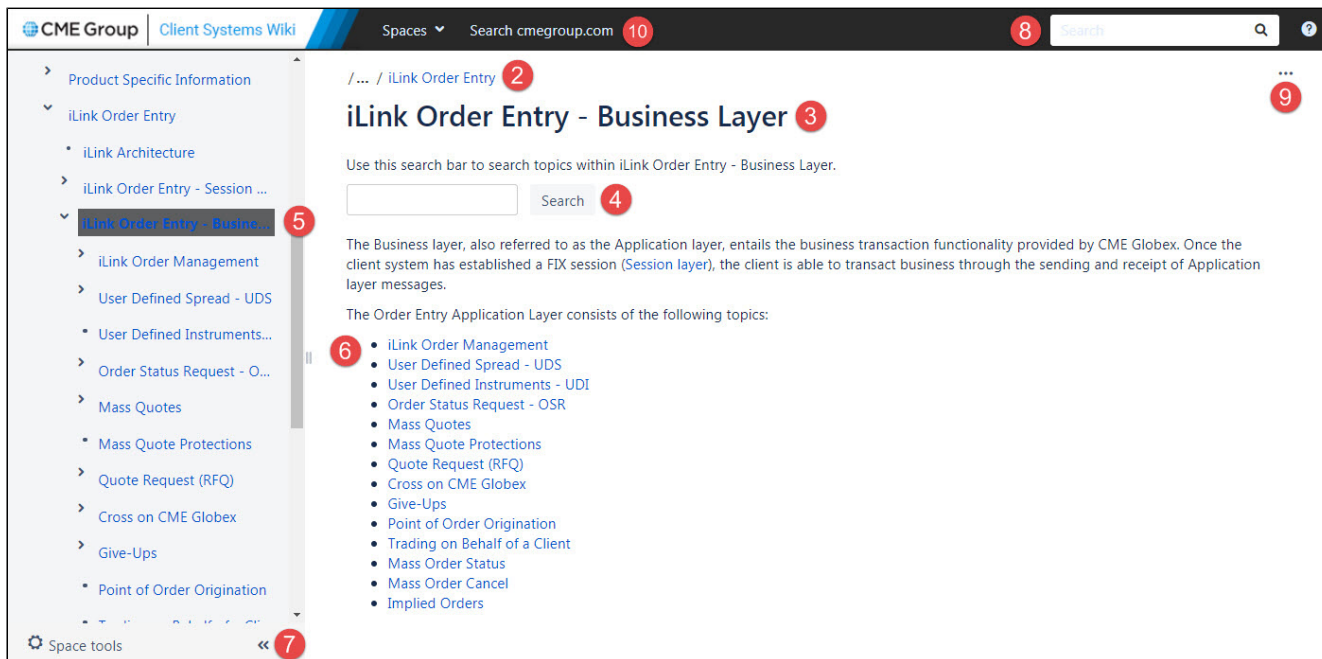 CME Group Client Systems Wiki Spaces Search cmegroup.com 10 8 Search
Product Specific Information
iLink Order Entry
iLink Architecture
iLink Order Entry - Session ...
iLink Order Entry - Busine... 5
iLink Order Management
User Defined Spread - UDS
User Defined Instruments...
Order Status Request - O...
Mass Quotes
Mass Quote Protections
Quote Request (RFQ)
Cross on CME Globex
Give-Ups
Point of Order Origination
Space tools « 7
/... / iLink Order Entry 2
... 9
iLink Order Entry - Business Layer 3
Use this search bar to search topics within iLink Order Entry - Business Layer.
Search 4
The Business layer, also referred to as the Application layer, entails the business transaction functionality provided by CME Globex. Once the
client system has established a FIX session (Session layer), the client is able to transact business through the sending and receipt of Application
layer messages.
The Order Entry Application Layer consists of the following topics:
6 • iLink Order Management
• User Defined Spread - UDS
• User Defined Instruments - UDI
• Order Status Request - OSR
• Mass Quotes
• Mass Quote Protections
• Quote Request (RFQ)
• Cross on CME Globex
• Give-Ups
• Point of Order Origination
• Trading on Behalf of a Client
• Mass Order Status
• Mass Order Cancel
• Implied Orders